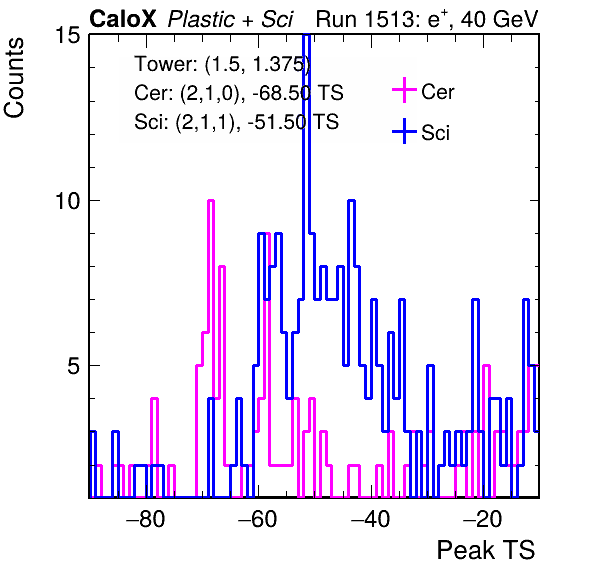 CaloX Plastic + Sci Run 1513: e⁺, 40 GeV
Counts
15
Tower: (1.5, 1.375)
Cer: (2,1,0), -68.50 TS
Sci: (2,1,1), -51.50 TS
Cer
Sci
10
5
−80 −60 −40 −20
Peak TS